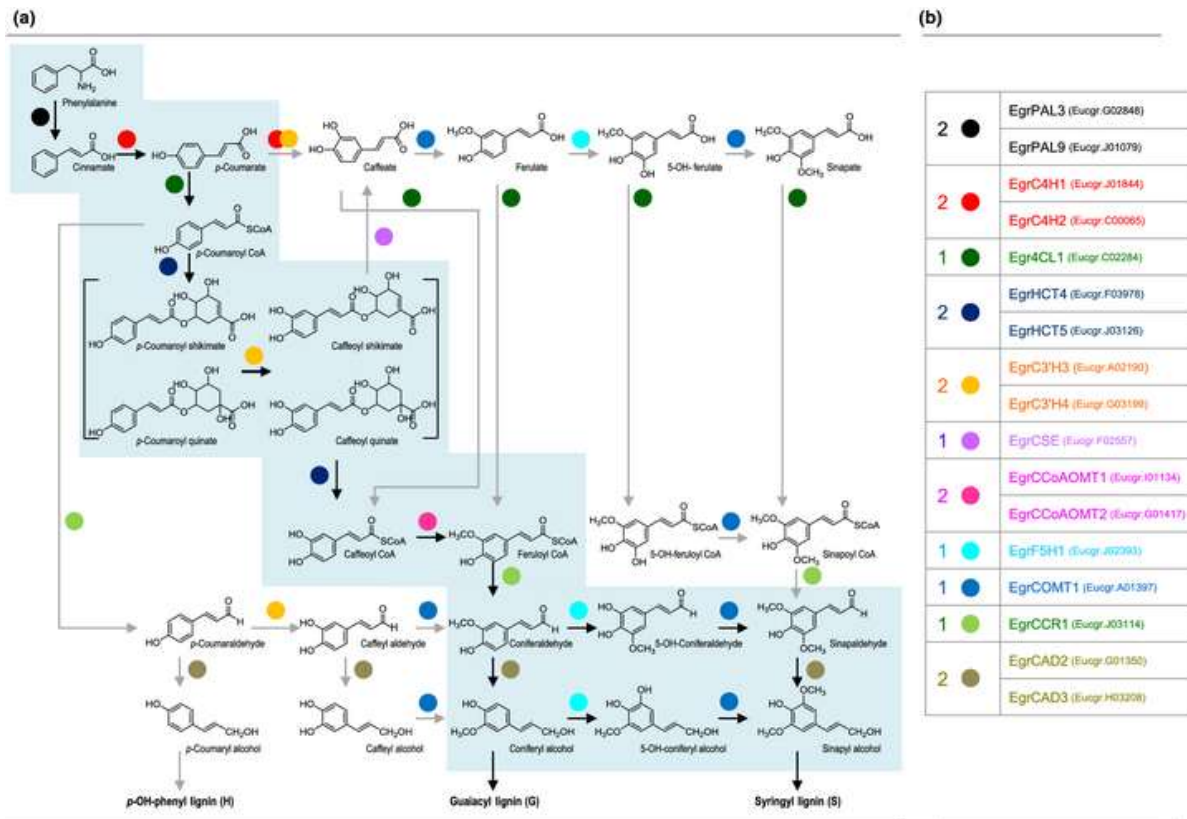 (a)
(b)
Phenylalanine
Cinnamate
p-Coumarate
Caffeate
Ferulate
5-OH- ferulate
Sinapate
p-Coumaroyl CoA
p-Coumaroyl shikimate
Caffeoyl shikimate
p-Coumaroyl quinate
Caffeoyl quinate
Caffeoyl CoA
Feruloyl CoA
5-OH-feruloyl CoA
Sinapoyl CoA
p-Coumaraldehyde
Caffeyl aldehyde
Coniferaldehyde
5-OH-Coniferaldehyde
Sinapaldehyde
p-Coumaryl alcohol
Caffeyl alcohol
Coniferyl alcohol
5-OH-coniferyl alcohol
Sinapyl alcohol
p-OH-phenyl lignin (H)
Guaiacyl lignin (G)
Syringyl lignin (S)
2
EgrPAL3 (Eucgr.G02848)
EgrPAL9 (Eucgr.J01079)
2
EgrC4H1 (Eucgr.J01844)
EgrC4H2 (Eucgr.C00065)
1
Egr4CL1 (Eucgr.C02284)
2
EgrHCT4 (Eucgr.F03978)
EgrHCT5 (Eucgr.J03126)
2
EgrC3'H3 (Eucgr.A02190)
EgrC3'H4 (Eucgr.G03199)
1
EgrCSE (Eucgr.F02557)
2
EgrCCoAOMT1 (Eucgr.I01134)
EgrCCoAOMT2 (Eucgr.G01417)
1
EgrF5H1 (Eucgr.J02393)
1
EgrCOMT1 (Eucgr.A01397)
1
EgrCCR1 (Eucgr.J03114)
2
EgrCAD2 (Eucgr.G01350)
EgrCAD3 (Eucgr.H03208)